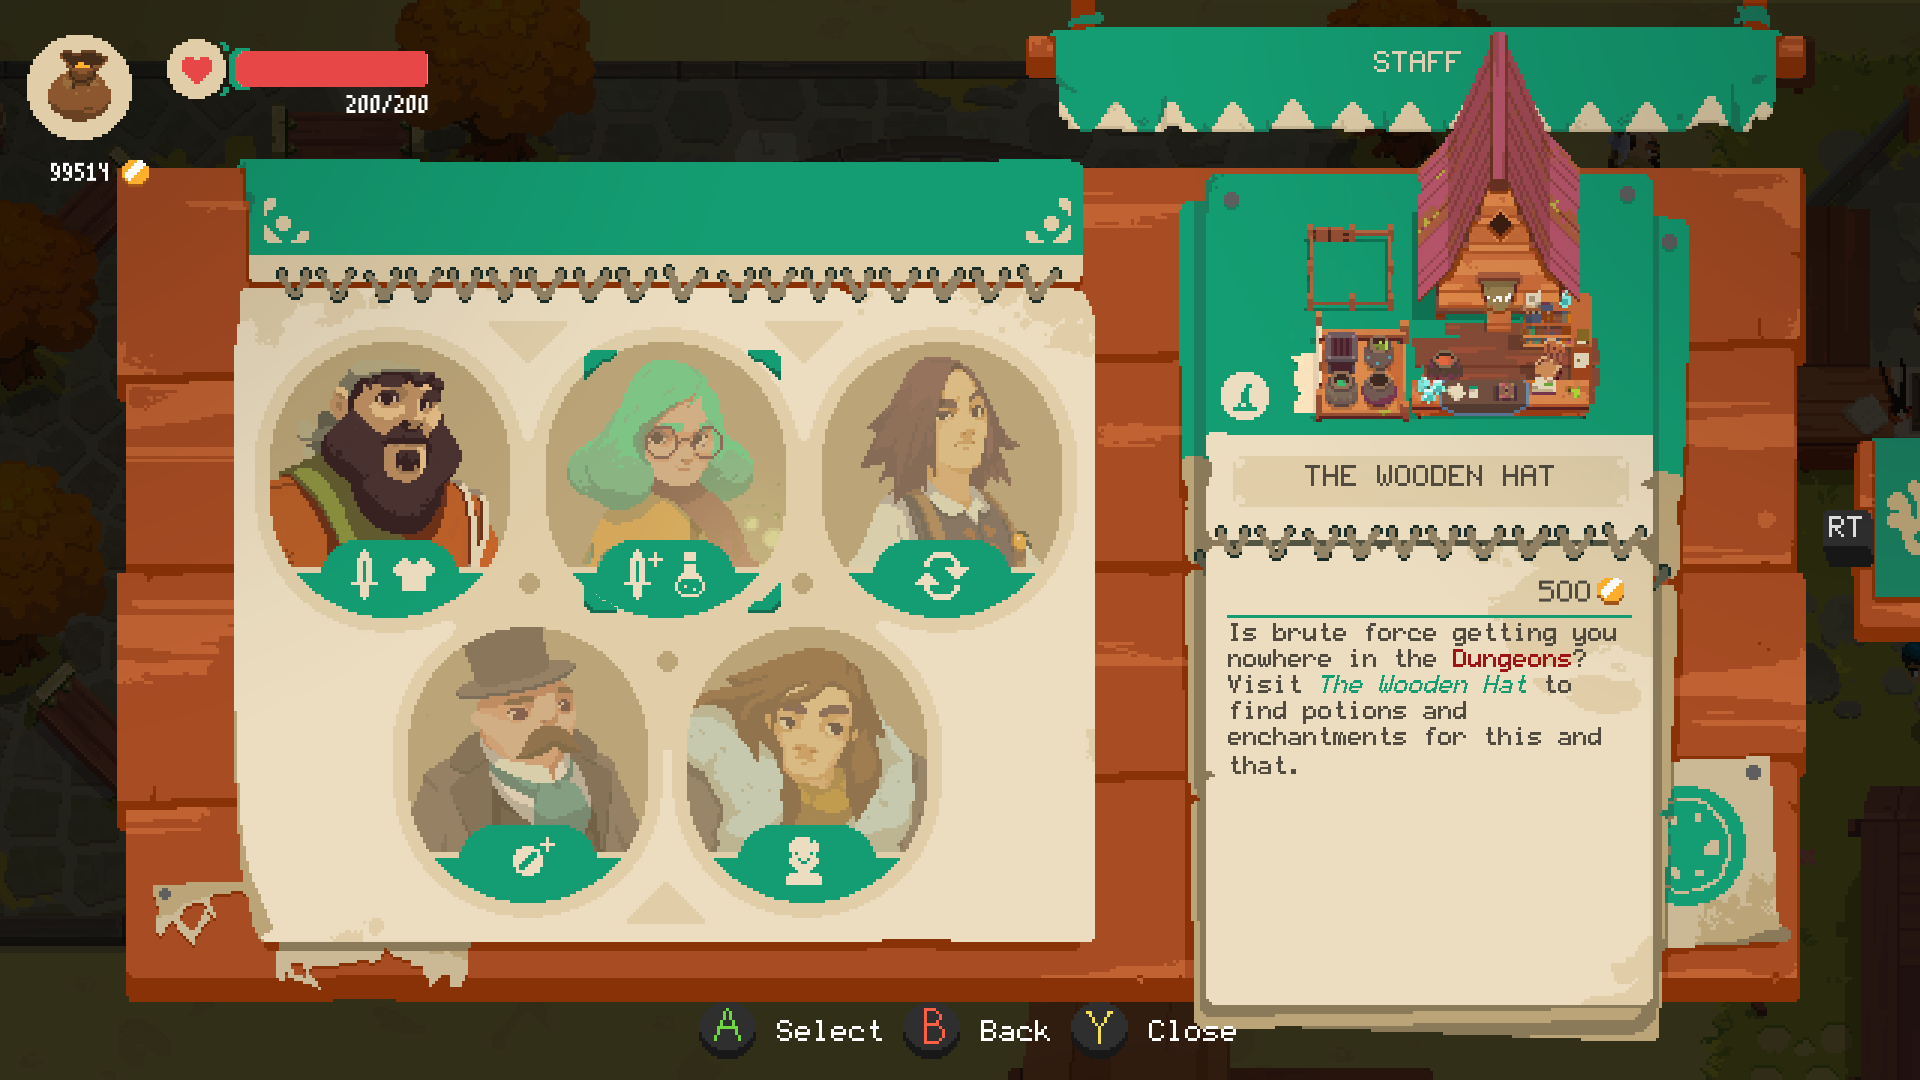 200/200
99514
STAFF
THE WOODEN HAT
500
Is brute force getting you
nowhere in the Dungeons?
Visit The Wooden Hat to
find potions and
enchantments for this and
that.
RT
A Select B Back Y Close